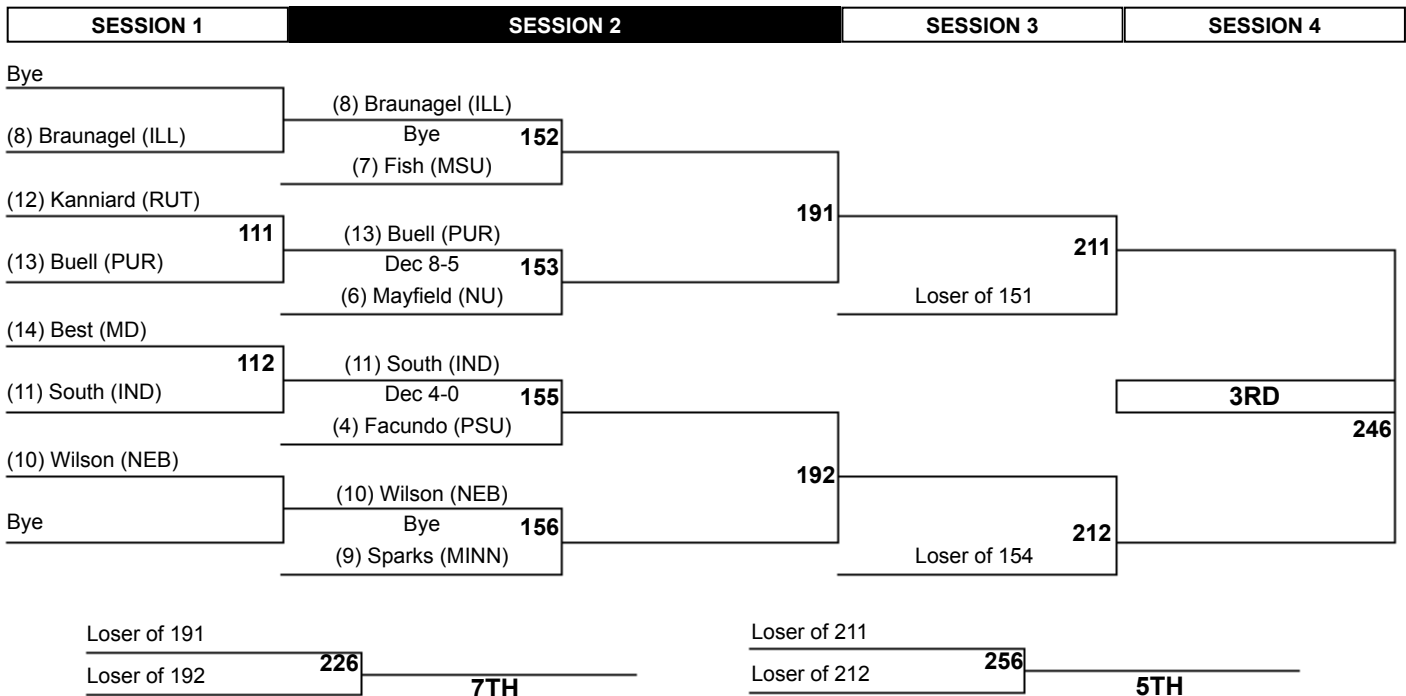 SESSION 1
SESSION 2
SESSION 3
SESSION 4
Bye
(8) Braunagel (ILL)
(12) Kanniard (RUT)
111
(13) Buell (PUR)
(14) Best (MD)
112
(11) South (IND)
(10) Wilson (NEB)
Bye
(8) Braunagel (ILL)
Bye
152
(7) Fish (MSU)
(13) Buell (PUR)
Dec 8-5
153
(6) Mayfield (NU)
(11) South (IND)
Dec 4-0
155
(4) Facundo (PSU)
(10) Wilson (NEB)
Bye
156
(9) Sparks (MINN)
191
192
211
Loser of 151
212
Loser of 154
3RD
246
Loser of 191
226
Loser of 192
7TH
Loser of 211
256
Loser of 212
5TH